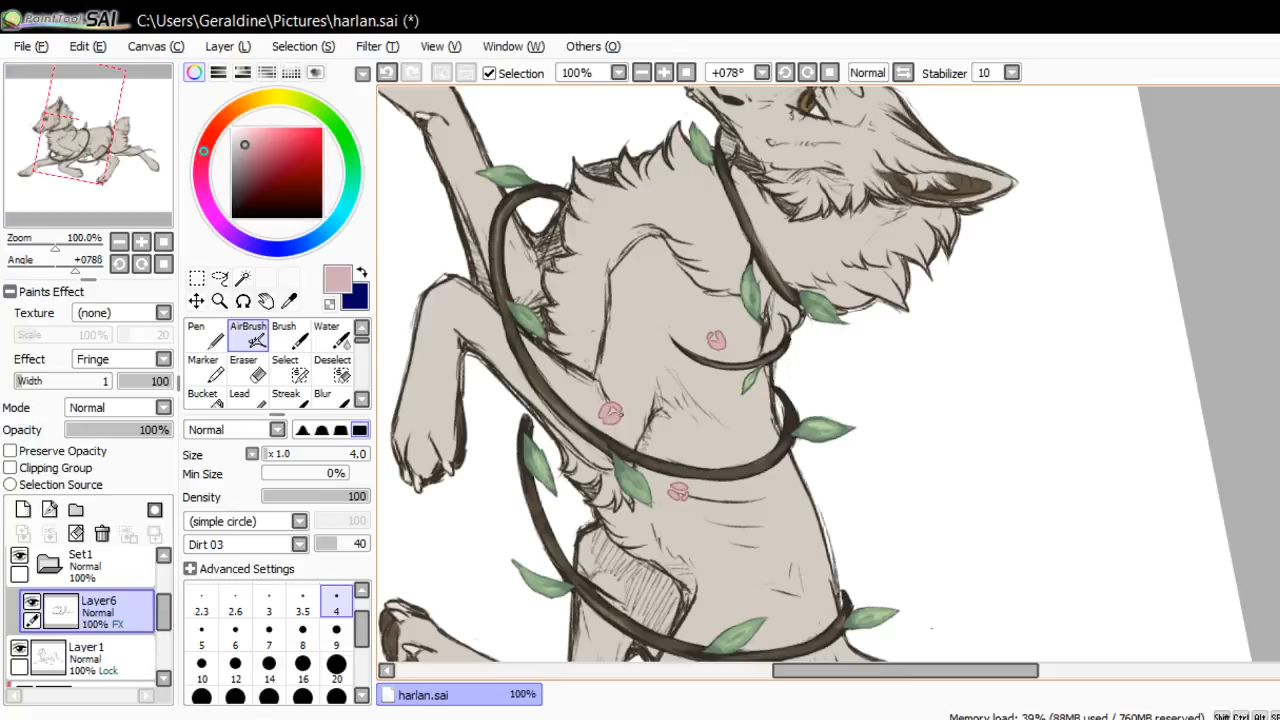 PaintTool SAI C:\Users\Geraldine\Pictures\harlan.sai (*)
File (F) Edit (E) Canvas (C) Layer (L) Selection (S) Filter (T) View (V) Window (W) Others (O)
Selection 100% +078° Normal Stabilizer 10
Zoom 100.0%
Angle +078ß
Paints Effect
Texture (none)
Scale 100% 20
Effect Fringe
Width 1 100
Mode Normal
Opacity 100%
Preserve Opacity
Clipping Group
Selection Source
Set1
Normal
100%
Layer6
Normal
100% FX
Layer1
Normal
100% Lock
Pen AirBrush Brush Water
Marker Eraser Select Deselect
Bucket Lead Streak Blur
Normal
Size x 1.0 4.0
Min Size 0%
Density 100
(simple circle) 100
Dirt 03 40
Advanced Settings
2.3 2.6 3 3.5 4
5 6 7 8 9
10 12 14 16 20
harlan.sai 100%
Memory load: 39% (88MB used / 760MB reserved) Shift Ctrl Alt